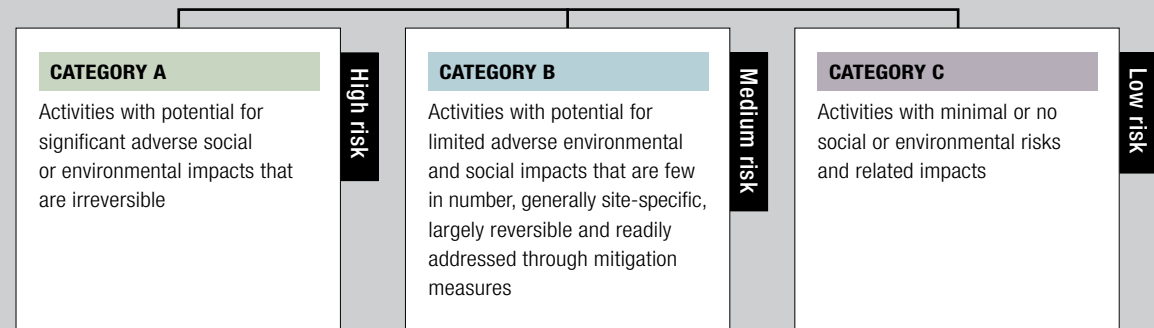 CATEGORY A
Activities with potential for
significant adverse social
or environmental impacts that
are irreversible
High risk
CATEGORY B
Activities with potential for
limited adverse environmental
and social impacts that are few
in number, generally site-specific,
largely reversible and readily
addressed through mitigation
measures
Medium risk
CATEGORY C
Activities with minimal or no
social or environmental risks
and related impacts
Low risk